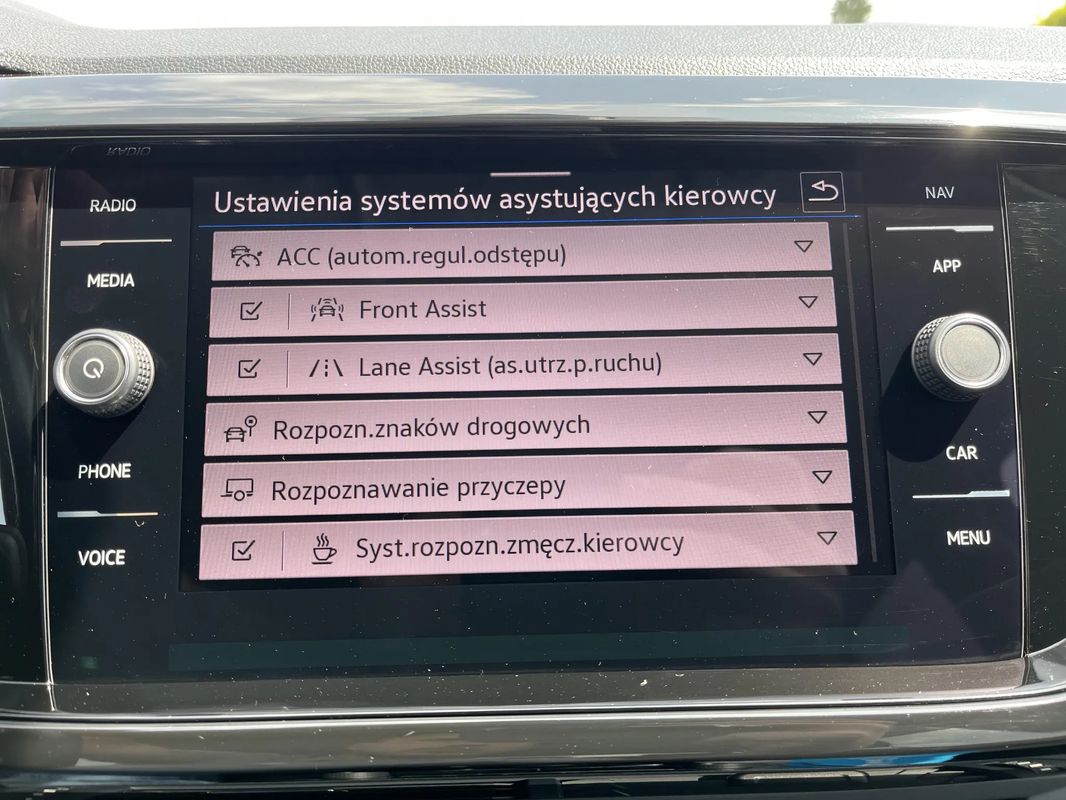 RADIO
RADIO
MEDIA
PHONE
VOICE
Ustawienia systemów asystujących kierowcy
ACC (autom.regul.odstępu)
Front Assist
Lane Assist (as.utrz.p.ruchu)
Rozpozn.znaków drogowych
Rozpoznawanie przyczepy
Syst.rozpozn.zmęcz.kierowcy
NAV
APP
CAR
MENU